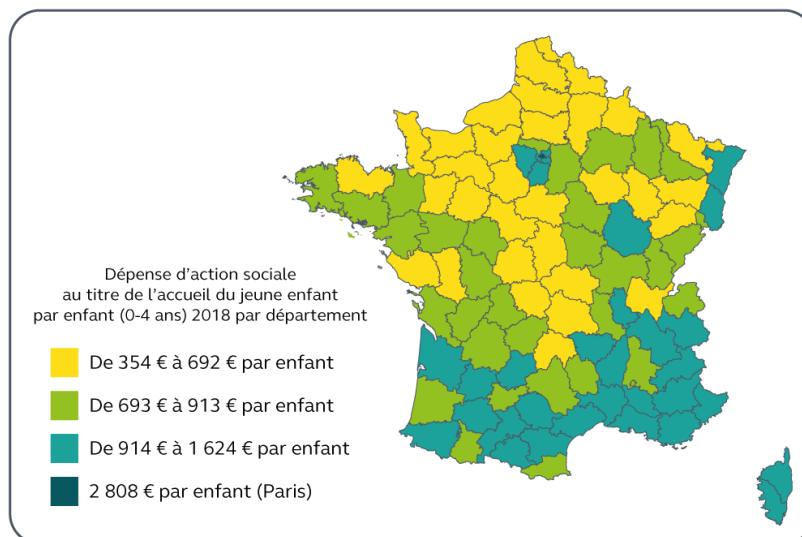 Dépense d'action sociale
au titre de l'accueil du jeune enfant
par enfant (0-4 ans) 2018 par département
De 354 € à 692 € par enfant
De 693 € à 913 € par enfant
De 914 € à 1 624 € par enfant
2 808 € par enfant (Paris)